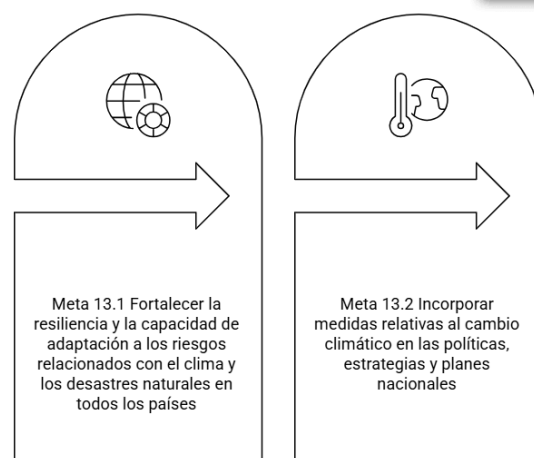 Meta 13.1 Fortalecer la
resiliencia y la capacidad de
adaptación a los riesgos
relacionados con el clima y
los desastres naturales en
todos los países
Meta 13.2 Incorporar
medidas relativas al cambio
climático en las políticas,
estrategias y planes
nacionales